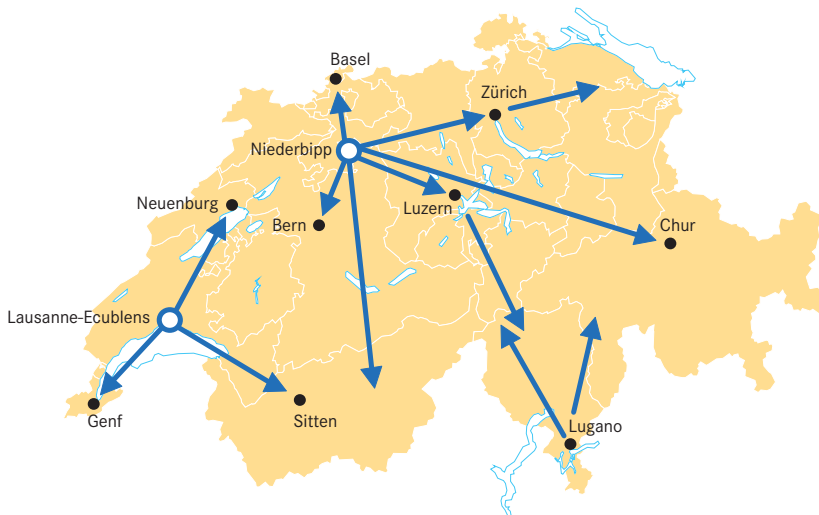 Basel
Zürich
Niederbipp
Neuenburg
Luzern
Bern
Chur
Lausanne-Ecublens
Genf
Sitten
Lugano